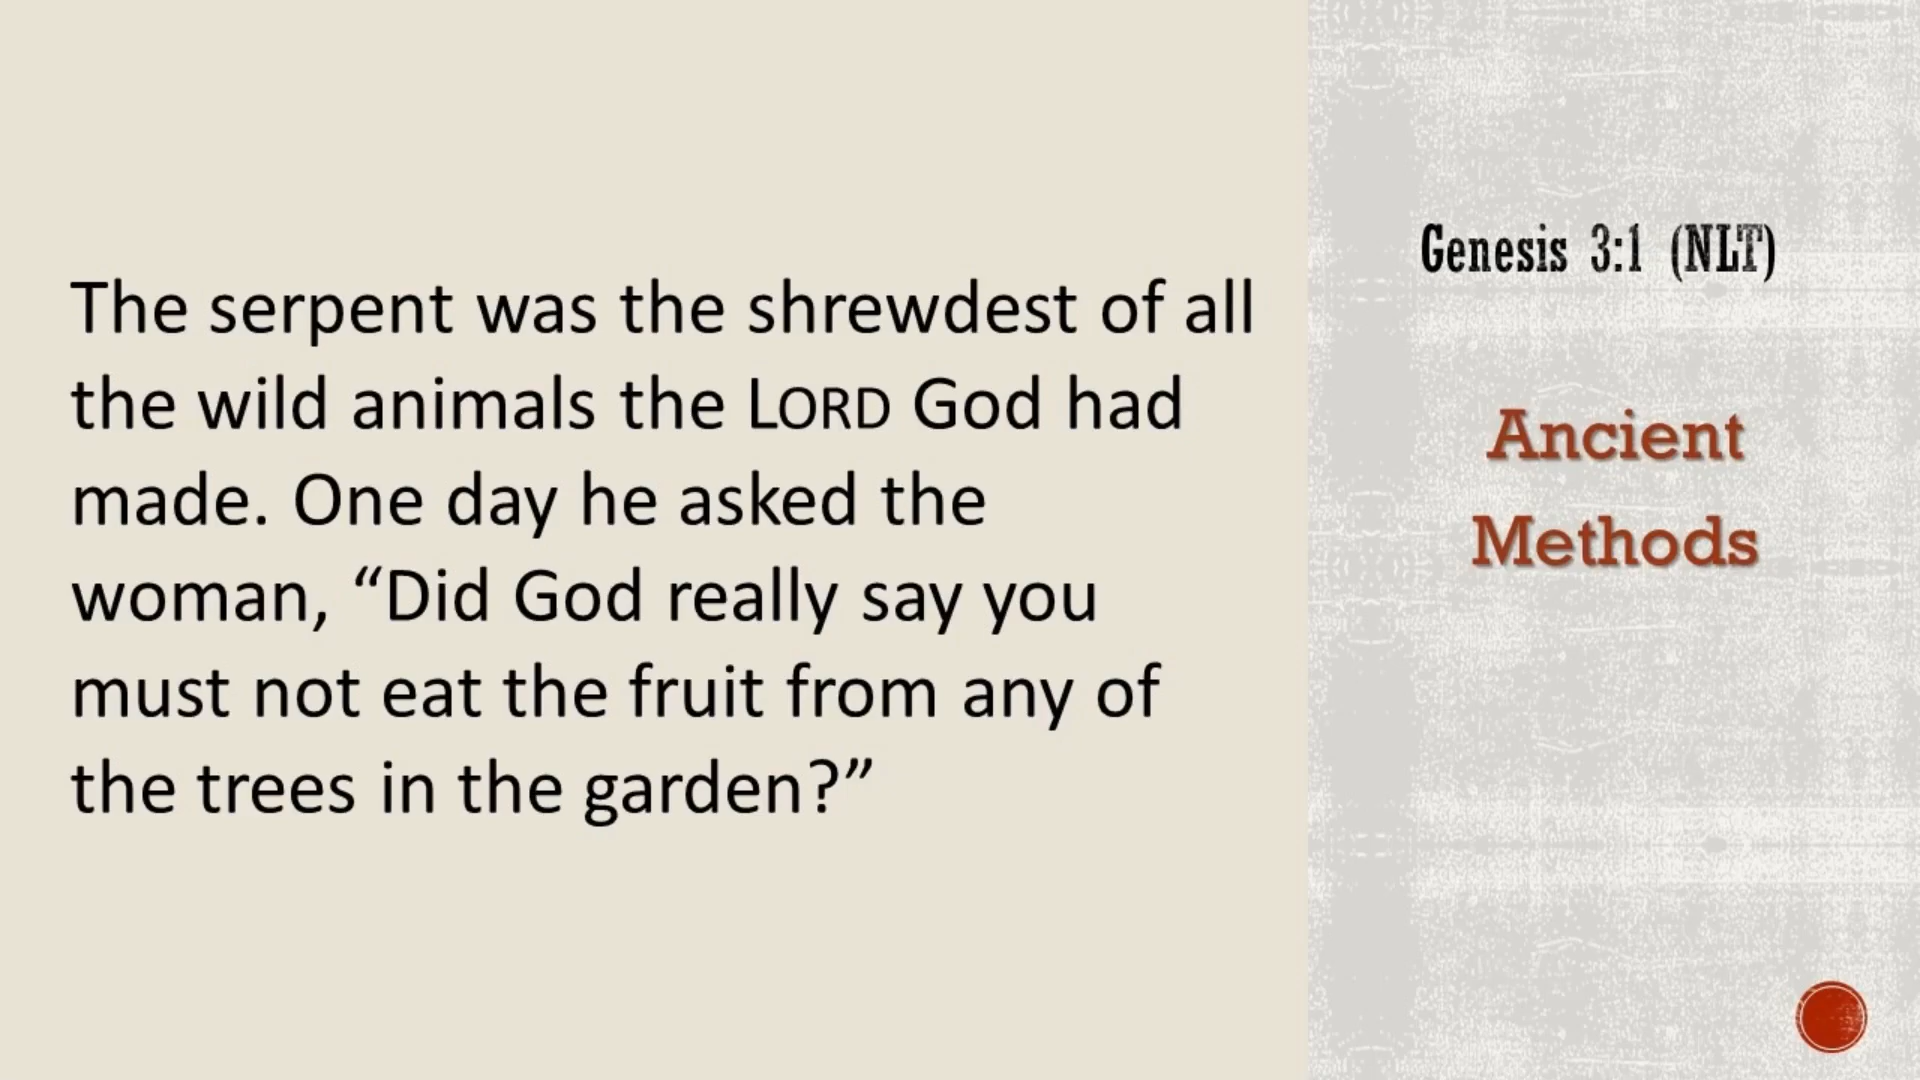 The serpent was the shrewdest of all
the wild animals the LORD God had
made. One day he asked the
woman, “Did God really say you
must not eat the fruit from any of
the trees in the garden?”
Genesis 3:1 (NLT)
Ancient
Methods